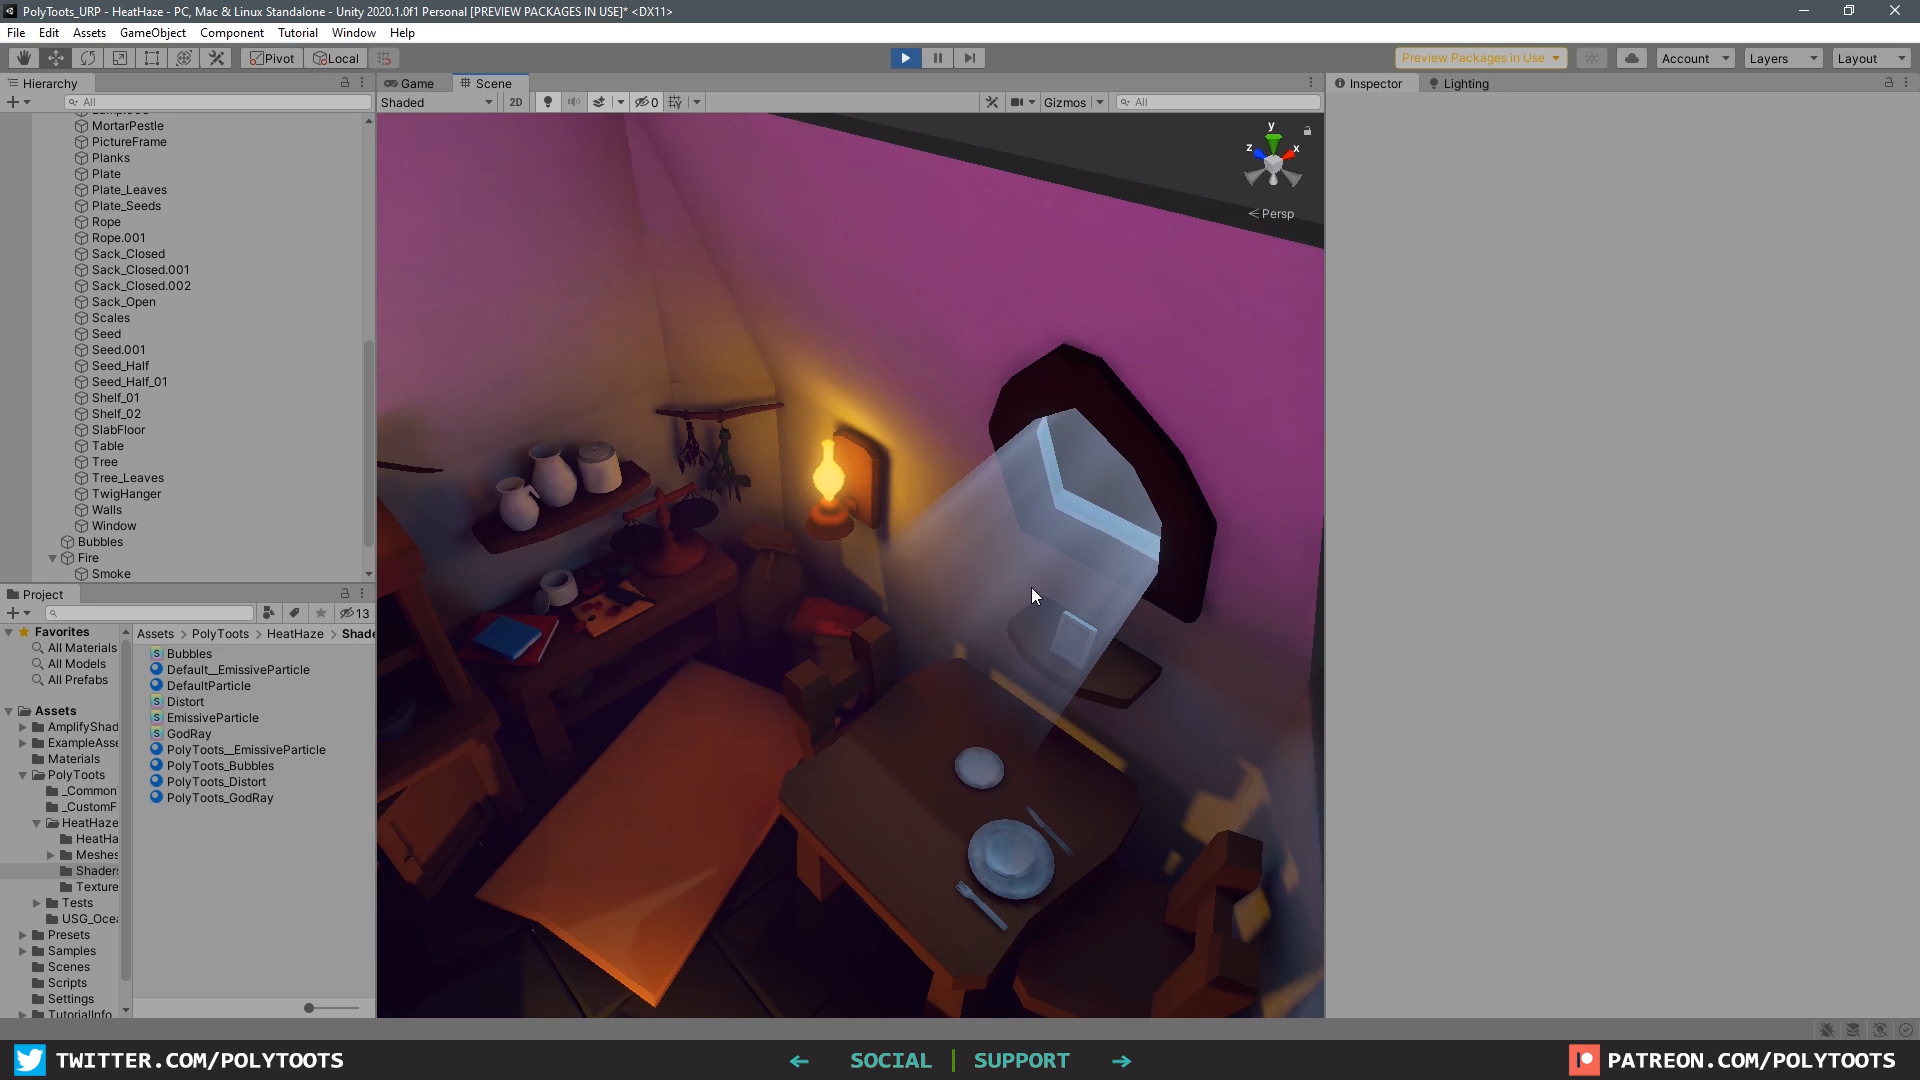 PolyToots_URP - HeatHaze - PC, Mac & Linux Standalone - Unity 2020.1.0f1 Personal [PREVIEW PACKAGES IN USE]* <DX11>
File Edit Assets GameObject Component Tutorial Window Help
Pivot Local Preview Packages in Use Account Layers Layout
Hierarchy Game Scene Inspector Lighting
All Shaded 2D 0 Gizmos All
MortarPestle
PictureFrame
Planks
Plate
Plate_Leaves
Plate_Seeds
Rope
Rope.001
Sack_Closed
Sack_Closed.001
Sack_Closed.002
Sack_Open
Scales
Seed
Seed.001
Seed_Half
Seed_Half_01
Shelf_01
Shelf_02
SlabFloor
Table
Tree
Tree_Leaves
TwigHanger
Walls
Window
Bubbles
Fire
Smoke
y
z x
< Persp
Project
13
Favorites
All Materials
All Models
All Prefabs
Assets
AmplifyShad
ExampleAsse
Materials
PolyToots
_Common
_CustomF
HeatHaze
HeatHa
Meshes
Shaders
Texture
Tests
USG_Ocea
Presets
Samples
Scenes
Scripts
Settings
TutorialInfo
Assets > PolyToots > HeatHaze > Shade
Bubbles
Default__EmissiveParticle
DefaultParticle
Distort
EmissiveParticle
GodRay
PolyToots__EmissiveParticle
PolyToots_Bubbles
PolyToots_Distort
PolyToots_GodRay
TWITTER.COM/POLYTOOTS ← SOCIAL | SUPPORT → PATREON.COM/POLYTOOTS